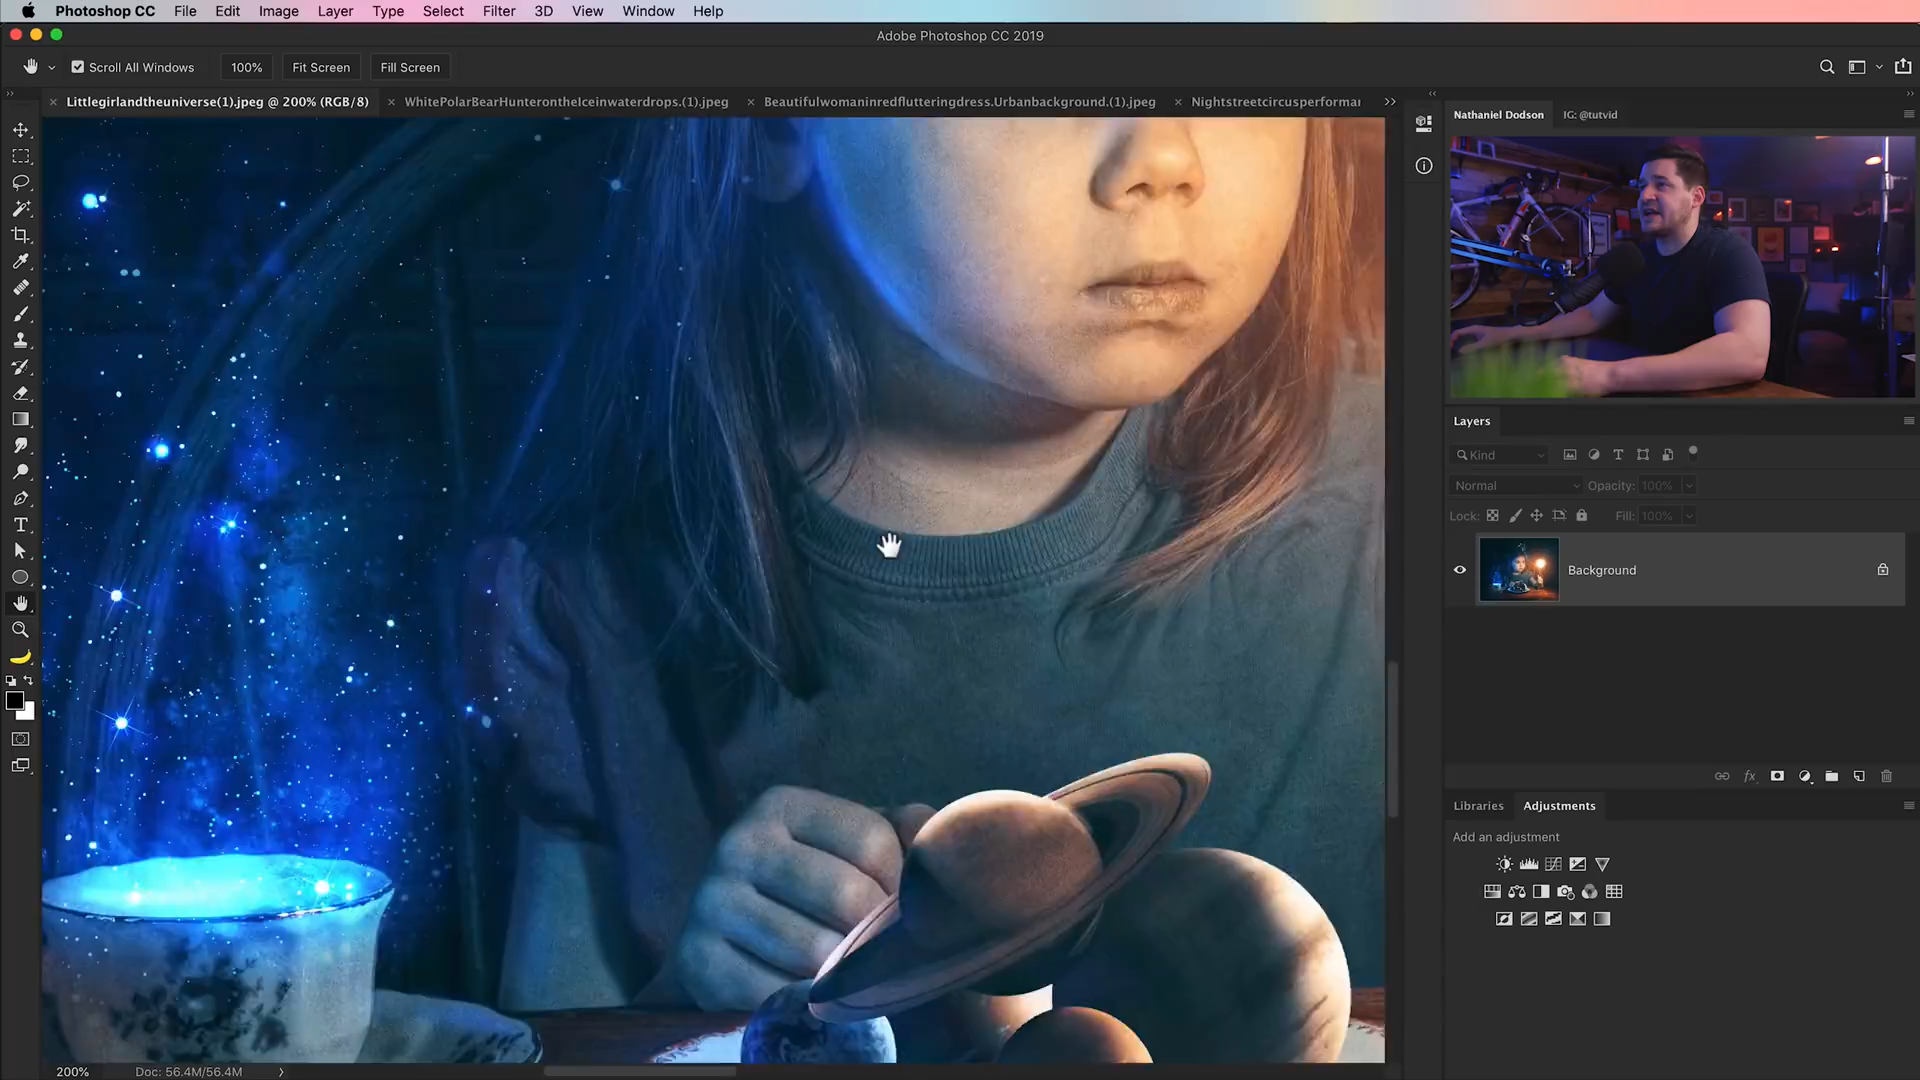 Photoshop CC File Edit Image Layer Type Select Filter 3D View Window Help
Adobe Photoshop CC 2019
Scroll All Windows 100% Fit Screen Fill Screen
Littlegirlandtheuniverse(1).jpeg @ 200% (RGB/8) WhitePolarBearHunterontheIceinwaterdrops.(1).jpeg Beautifulwomaninredflutteringdress.Urbanbackground.(1).jpeg Nightstreetcircusperformar
Nathaniel Dodson IG: @tutvid
Layers
Kind
Normal Opacity: 100%
Lock: Fill: 100%
Background
Libraries Adjustments
Add an adjustment
200% Doc: 56.4M/56.4M